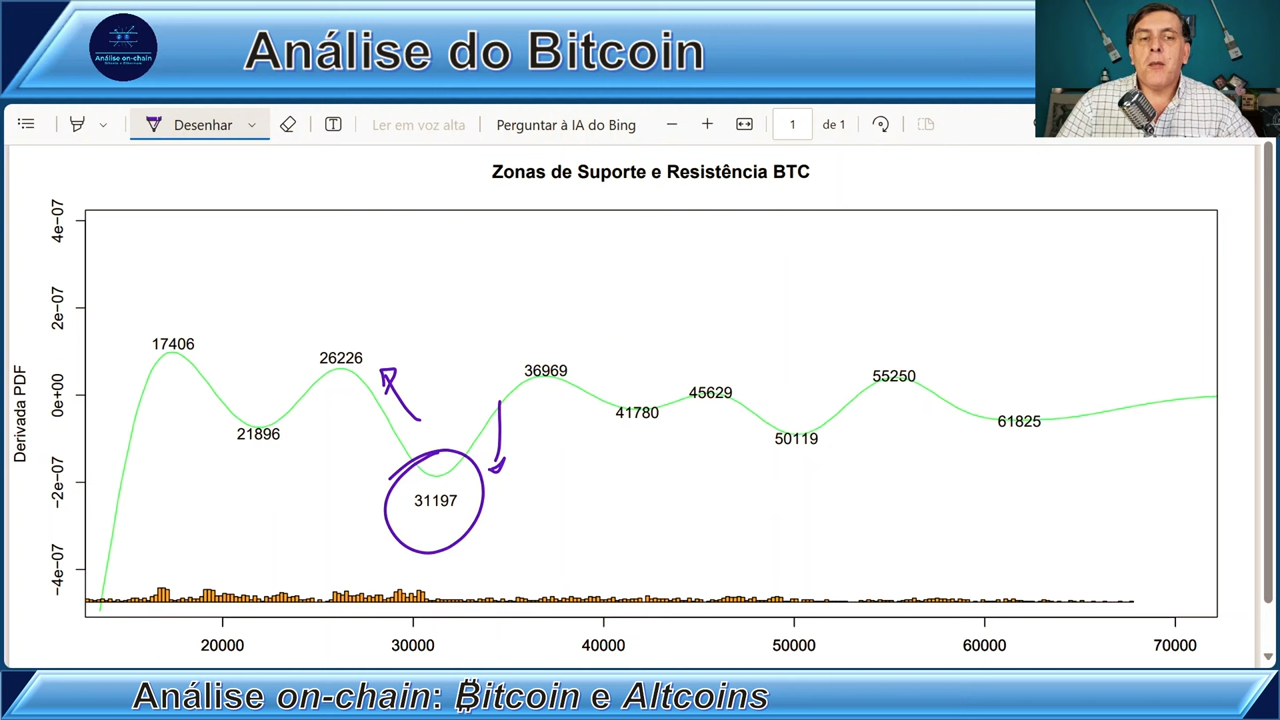 Análise do Bitcoin
Análise on-chain
Bitcoin e Altcoins
Desenhar
Ler em voz alta
Perguntar à IA do Bing
1
de 1
Zonas de Suporte e Resistência BTC
Derivada PDF
4e−07
2e−07
0e+00
−2e−07
−4e−07
17406
21896
26226
31197
36969
41780
45629
50119
55250
61825
20000 30000 40000 50000 60000 70000
Análise on-chain: ₿itcoin e Altcoins